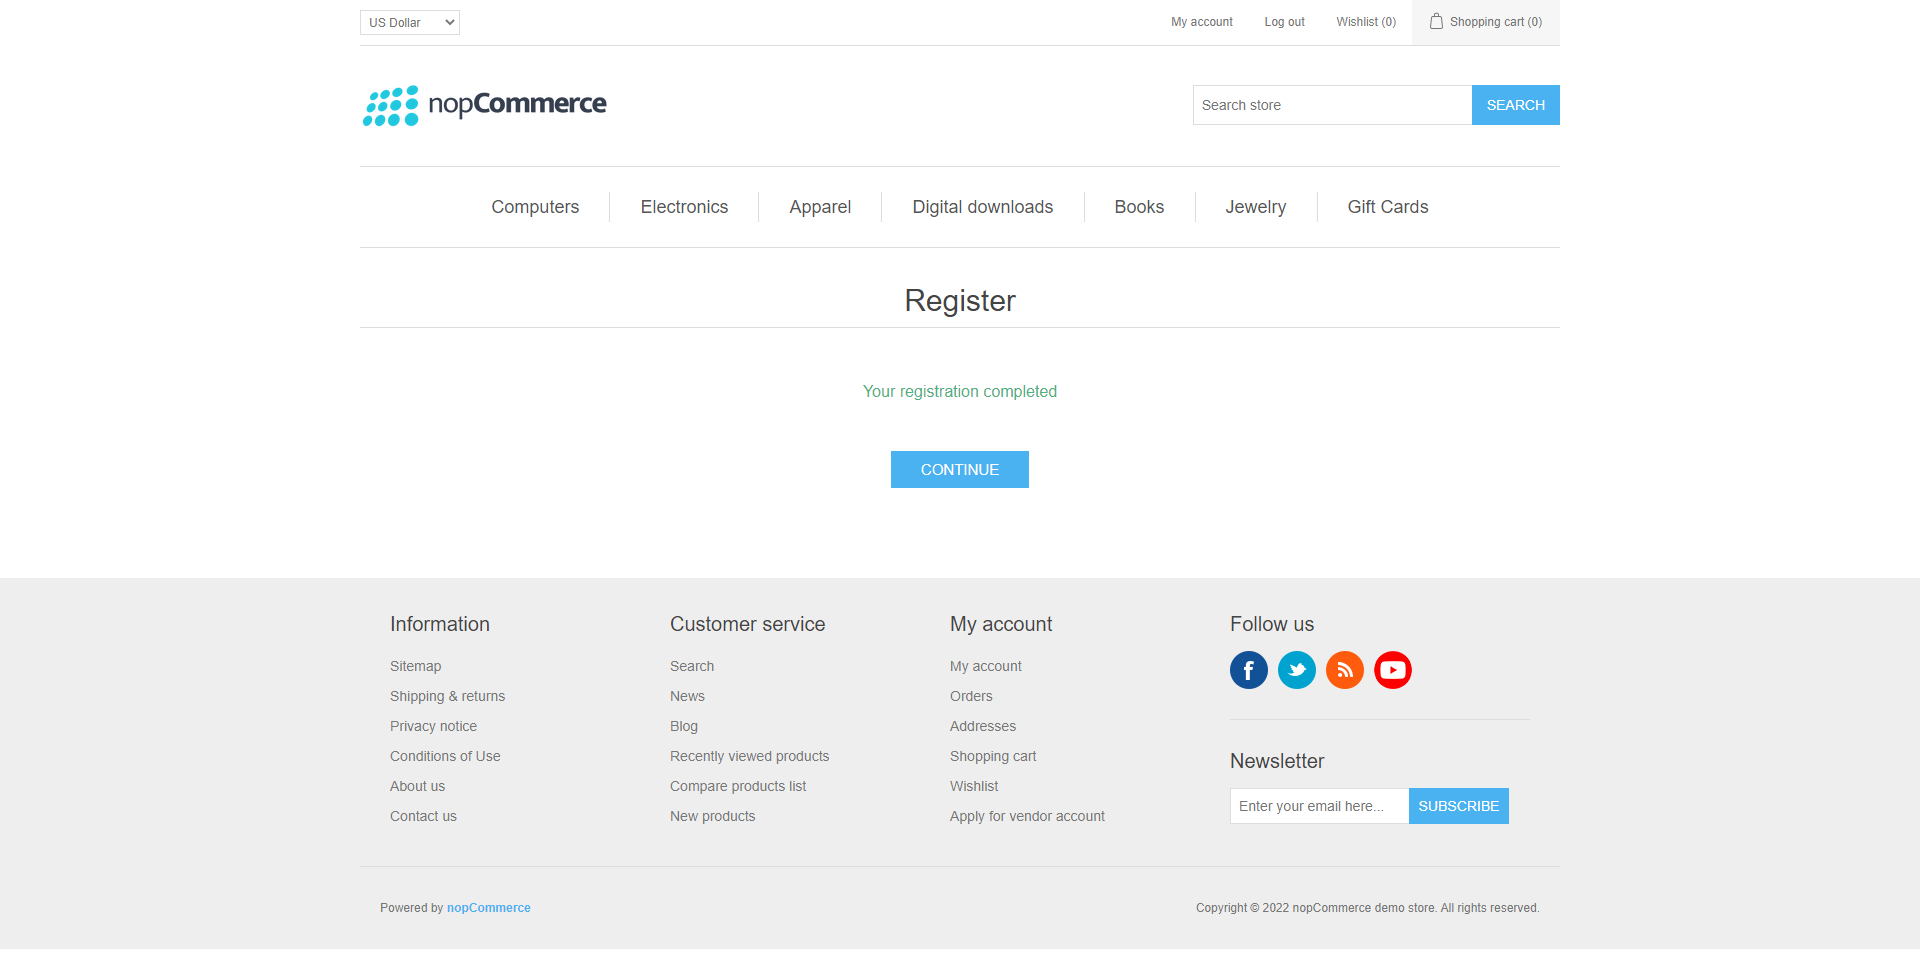 US Dollar
My account
Log out
Wishlist (0)
Shopping cart (0)
nopCommerce
Search store
SEARCH
Computers
Electronics
Apparel
Digital downloads
Books
Jewelry
Gift Cards
Register
Your registration completed
CONTINUE
Information
Sitemap
Shipping & returns
Privacy notice
Conditions of Use
About us
Contact us
Customer service
Search
News
Blog
Recently viewed products
Compare products list
New products
My account
My account
Orders
Addresses
Shopping cart
Wishlist
Apply for vendor account
Follow us
Newsletter
Enter your email here...
SUBSCRIBE
Powered by nopCommerce
Copyright © 2022 nopCommerce demo store. All rights reserved.